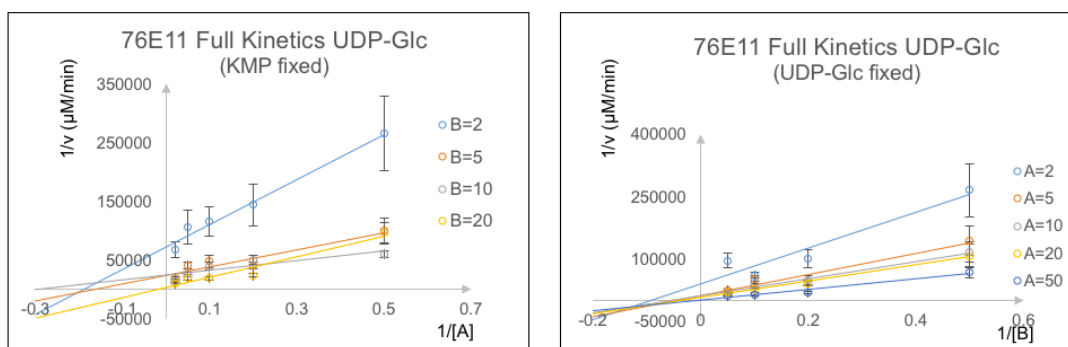 76E11 Full Kinetics UDP-Glc
(KMP fixed)
1/v (µM/min)
350000
250000
150000
50000
-50000
-0.3
-0.1
0.1
0.3
0.5
0.7
1/[A]
B=2
B=5
B=10
B=20
76E11 Full Kinetics UDP-Glc
(UDP-Glc fixed)
1/v (µM/min)
400000
250000
100000
-50000
-0.2
0
0.2
0.4
0.6
1/[B]
A=2
A=5
A=10
A=20
A=50